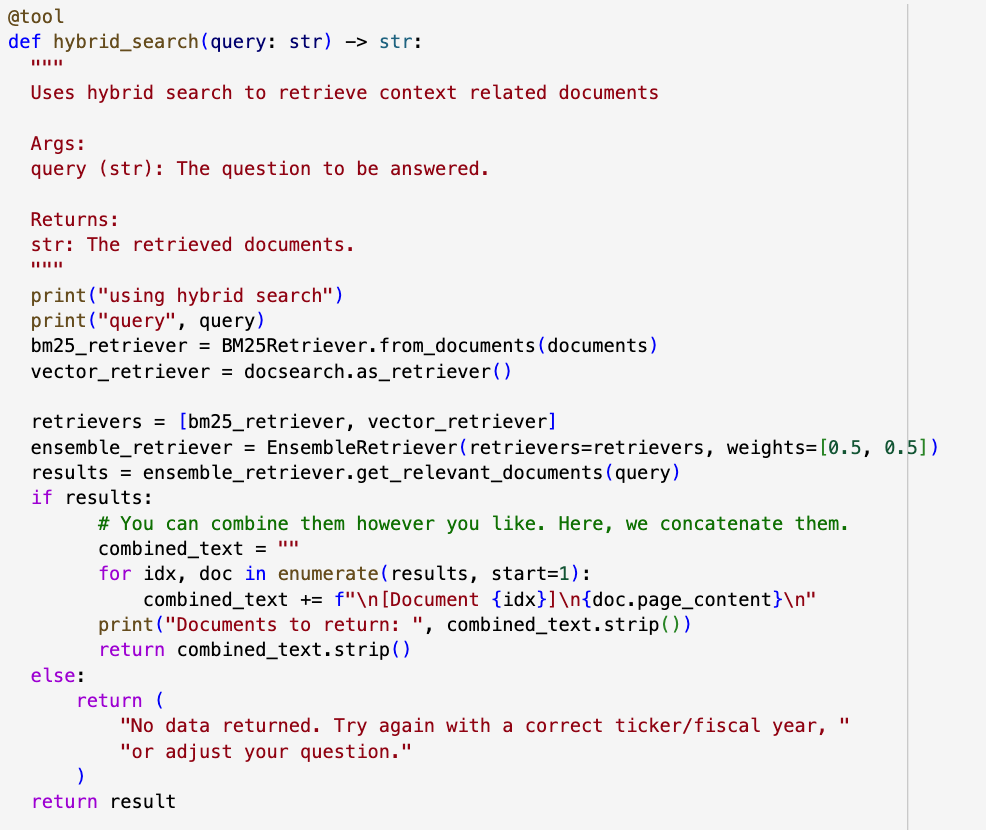 @tool
def hybrid_search(query: str) -> str:
  """
  Uses hybrid search to retrieve context related documents

  Args:
  query (str): The question to be answered.

  Returns:
  str: The retrieved documents.
  """
  print("using hybrid search")
  print("query", query)
  bm25_retriever = BM25Retriever.from_documents(documents)
  vector_retriever = docsearch.as_retriever()

  retrievers = [bm25_retriever, vector_retriever]
  ensemble_retriever = EnsembleRetriever(retrievers=retrievers, weights=[0.5, 0.5])
  results = ensemble_retriever.get_relevant_documents(query)
  if results:
        # You can combine them however you like. Here, we concatenate them.
        combined_text = ""
        for idx, doc in enumerate(results, start=1):
            combined_text += f"\n[Document {idx}]\n{doc.page_content}\n"
        print("Documents to return: ", combined_text.strip())
        return combined_text.strip()
  else:
      return (
          "No data returned. Try again with a correct ticker/fiscal year, "
          "or adjust your question."
      )
  return result